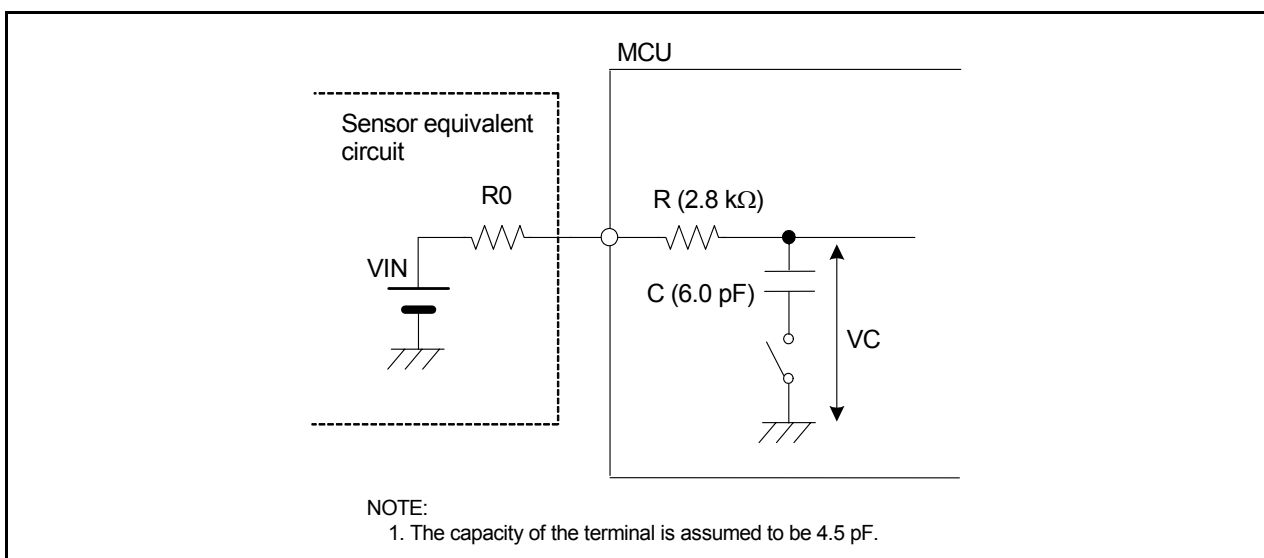 MCU
Sensor equivalent
circuit
R0
R (2.8 kΩ)
VIN
C (6.0 pF)
VC
NOTE:
1. The capacity of the terminal is assumed to be 4.5 pF.